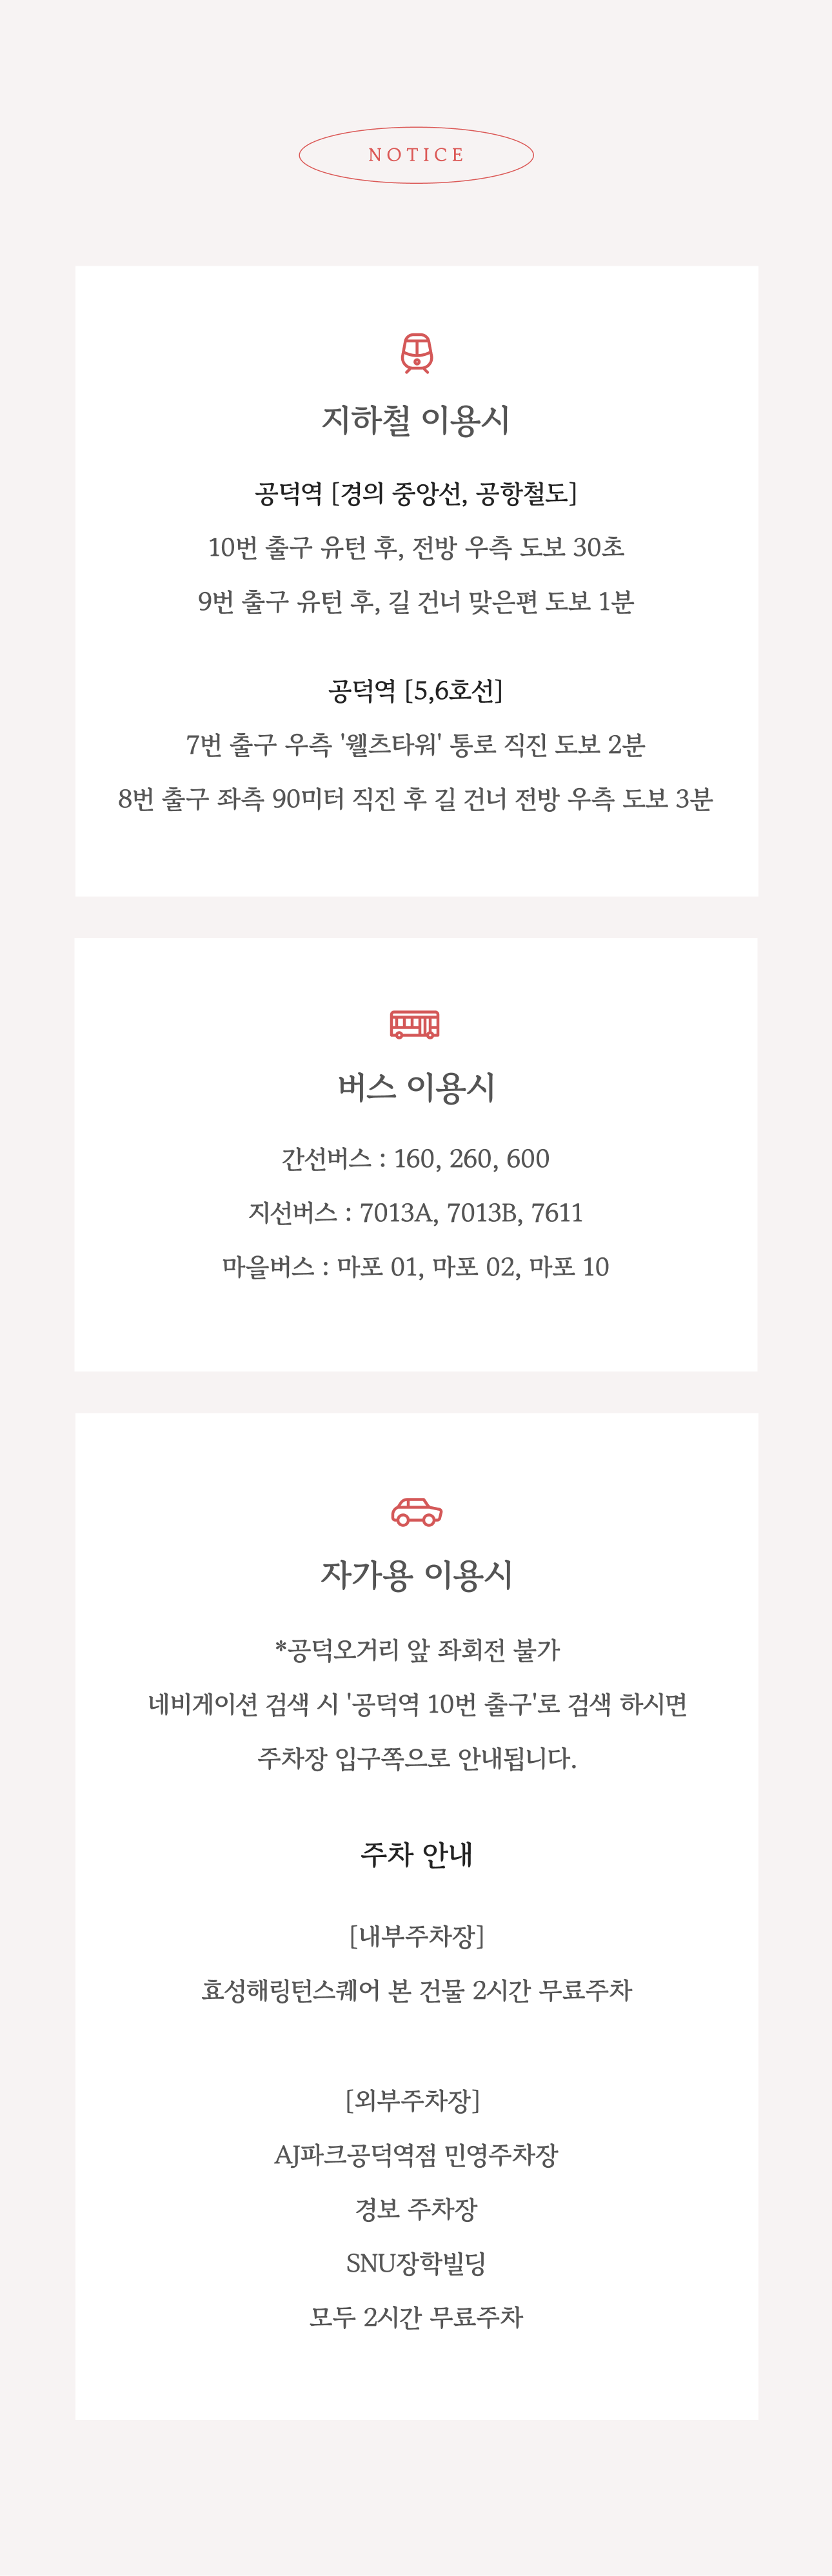 NOTICE
지하철 이용시
공덕역 [경의 중앙선, 공항철도]
10번 출구 유턴 후, 전방 우측 도보 30초
9번 출구 유턴 후, 길 건너 맞은편 도보 1분
공덕역 [5,6호선]
7번 출구 우측 '웰츠타워' 통로 직진 도보 2분
8번 출구 좌측 90미터 직진 후 길 건너 전방 우측 도보 3분
버스 이용시
간선버스 : 160, 260, 600
지선버스 : 7013A, 7013B, 7611
마을버스 : 마포 01, 마포 02, 마포 10
자가용 이용시
*공덕오거리 앞 좌회전 불가
네비게이션 검색 시 '공덕역 10번 출구'로 검색 하시면
주차장 입구쪽으로 안내됩니다.
주차 안내
[내부주차장]
효성해링턴스퀘어 본 건물 2시간 무료주차
[외부주차장]
AJ파크공덕역점 민영주차장
경보 주차장
SNU장학빌딩
모두 2시간 무료주차